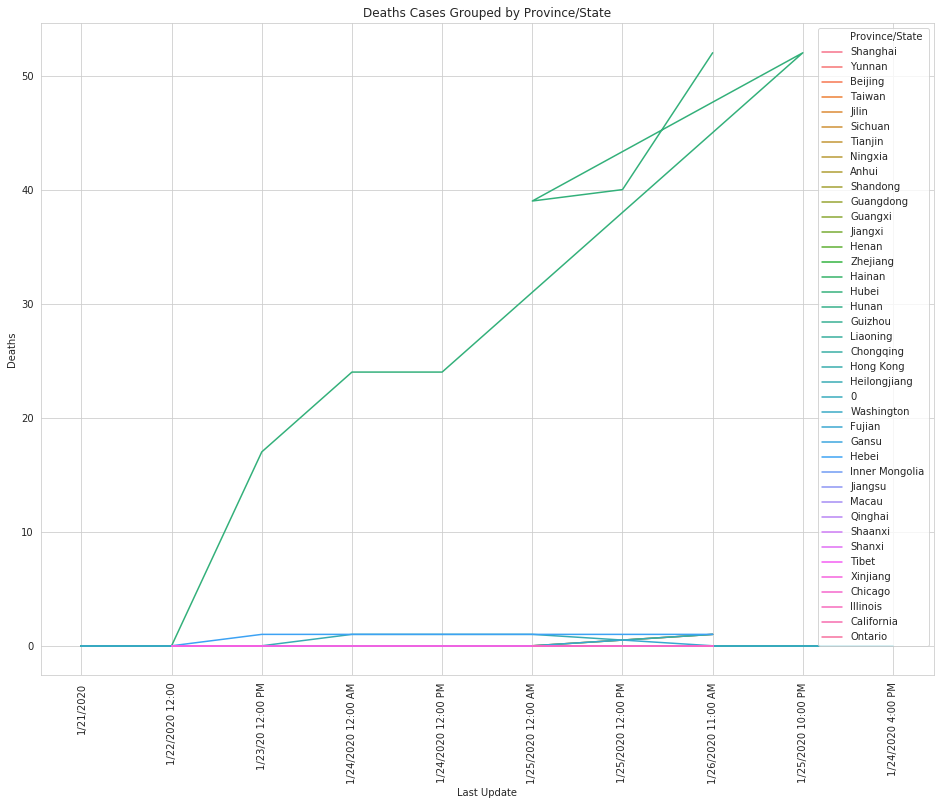 Deaths Cases Grouped by Province/State
Deaths
50
40
30
20
10
0
Province/State
Shanghai
Yunnan
Beijing
Taiwan
Jilin
Sichuan
Tianjin
Ningxia
Anhui
Shandong
Guangdong
Guangxi
Jiangxi
Henan
Zhejiang
Hainan
Hubei
Hunan
Guizhou
Liaoning
Chongqing
Hong Kong
Heilongjiang
0
Washington
Fujian
Gansu
Hebei
Inner Mongolia
Jiangsu
Macau
Qinghai
Shaanxi
Shanxi
Tibet
Xinjiang
Chicago
Illinois
California
Ontario
1/21/2020
1/22/2020 12:00
1/23/20 12:00 PM
1/24/2020 12:00 AM
1/24/2020 12:00 PM
1/25/2020 12:00 AM
1/25/2020 12:00 PM
1/26/2020 11:00 AM
1/25/2020 10:00 PM
1/24/2020 4:00 PM
Last Update